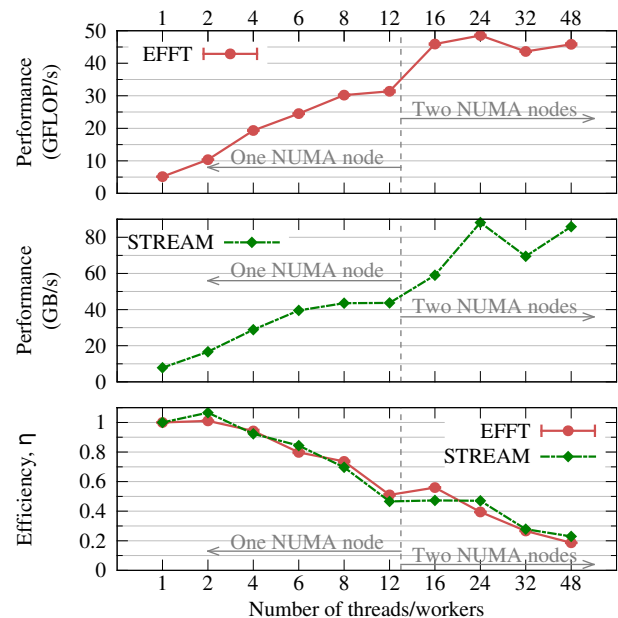 1 2 4 6 8 12 16 24 32 48
Performance
(GFLOP/s)
50
40
30
20
10
0
EFFT
Two NUMA nodes
One NUMA node
Performance
(GB/s)
80
60
40
20
0
STREAM
One NUMA node
Two NUMA nodes
Efficiency, η
1
0.8
0.6
0.4
0.2
0
EFFT
STREAM
One NUMA node
Two NUMA nodes
1 2 4 6 8 12 16 24 32 48
Number of threads/workers